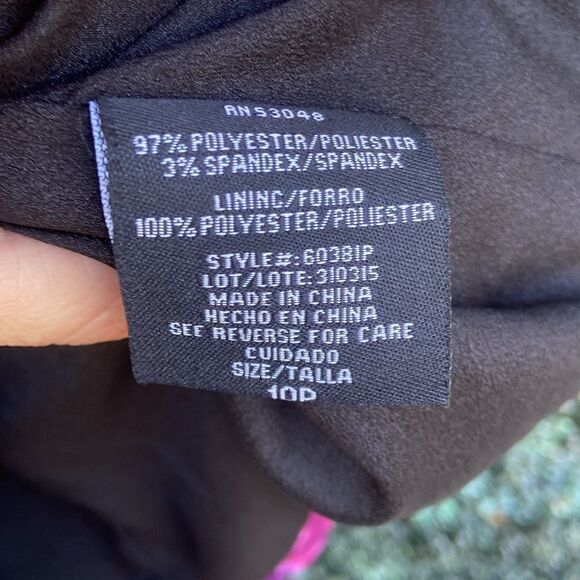 RN53048
97% POLYESTER/POLIESTER
3% SPANDEX/SPANDEX
LININC/FORRO
100% POLYESTER/POLIESTER
STYLE#:60381P
LOT/LOTE:310315
MADE IN CHINA
HECHO EN CHINA
SEE REVERSE FOR CARE
CUIDADO
SIZE/TALLA
10P